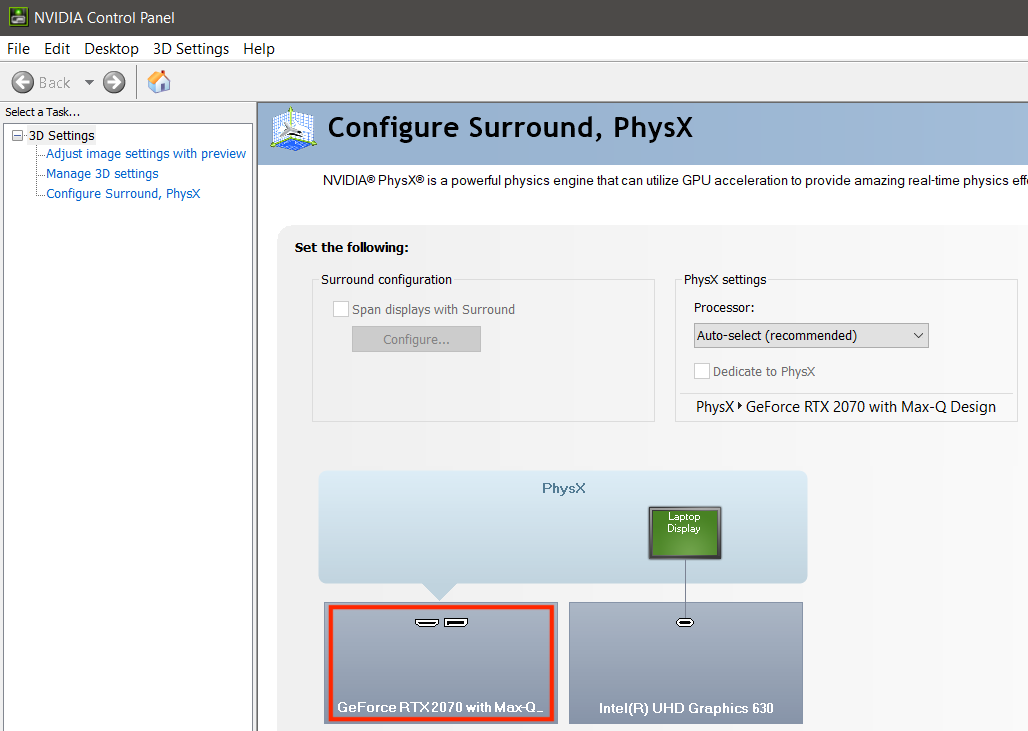 NVIDIA Control Panel
File Edit Desktop 3D Settings Help
Back
Select a Task...
3D Settings
Adjust image settings with preview
Manage 3D settings
Configure Surround, PhysX
Configure Surround, PhysX
NVIDIA® PhysX® is a powerful physics engine that can utilize GPU acceleration to provide amazing real-time physics eff
Set the following:
Surround configuration
Span displays with Surround
Configure...
PhysX settings
Processor:
Auto-select (recommended)
Dedicate to PhysX
PhysX GeForce RTX 2070 with Max-Q Design
PhysX
Laptop
Display
GeForce RTX 2070 with Max-Q...
Intel(R) UHD Graphics 630